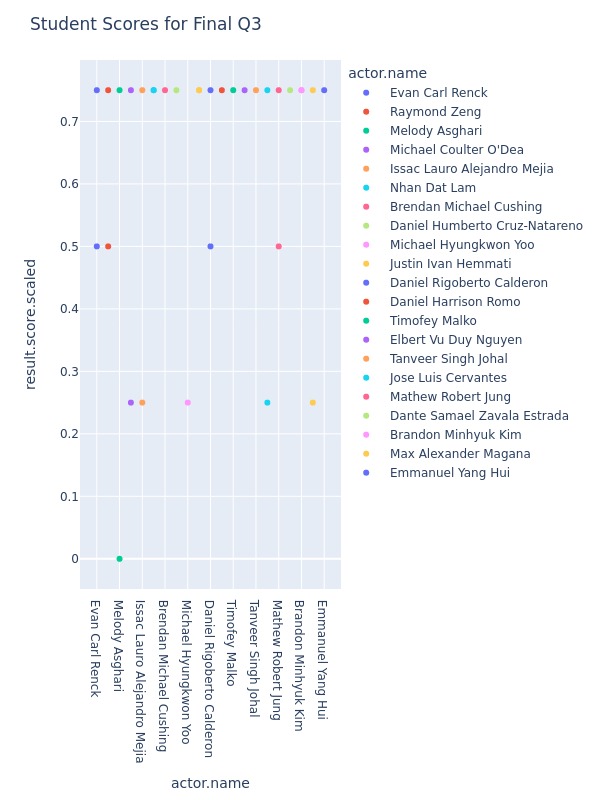 Student Scores for Final Q3
actor.name
Evan Carl Renck
Raymond Zeng
Melody Asghari
Michael Coulter O'Dea
Issac Lauro Alejandro Mejia
Nhan Dat Lam
Brendan Michael Cushing
Daniel Humberto Cruz-Natareno
Michael Hyungkwon Yoo
Justin Ivan Hemmati
Daniel Rigoberto Calderon
Daniel Harrison Romo
Timofey Malko
Elbert Vu Duy Nguyen
Tanveer Singh Johal
Jose Luis Cervantes
Mathew Robert Jung
Dante Samael Zavala Estrada
Brandon Minhyuk Kim
Max Alexander Magana
Emmanuel Yang Hui
result.score.scaled
0.7
0.6
0.5
0.4
0.3
0.2
0.1
0
Evan Carl Renck
Melody Asghari
Issac Lauro Alejandro Mejia
Brendan Michael Cushing
Michael Hyungkwon Yoo
Daniel Rigoberto Calderon
Timofey Malko
Tanveer Singh Johal
Mathew Robert Jung
Brandon Minhyuk Kim
Emmanuel Yang Hui
actor.name